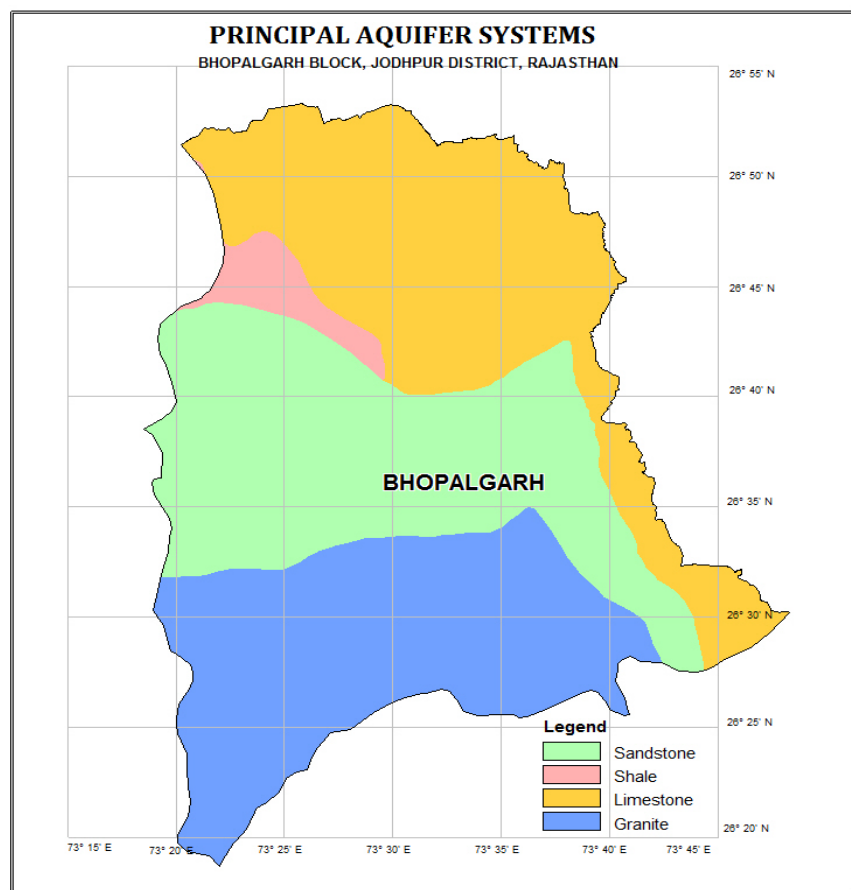 PRINCIPAL AQUIFER SYSTEMS
BHOPALGARH BLOCK, JODHPUR DISTRICT, RAJASTHAN
26° 55' N
26° 50' N
26° 45' N
26° 40' N
BHOPALGARH
26° 35' N
26° 30' N
26° 25' N
Legend
Sandstone
Shale
Limestone
Granite
26° 20' N
73° 15' E 73° 20' E 73° 25' E 73° 30' E 73° 35' E 73° 40' E 73° 45' E